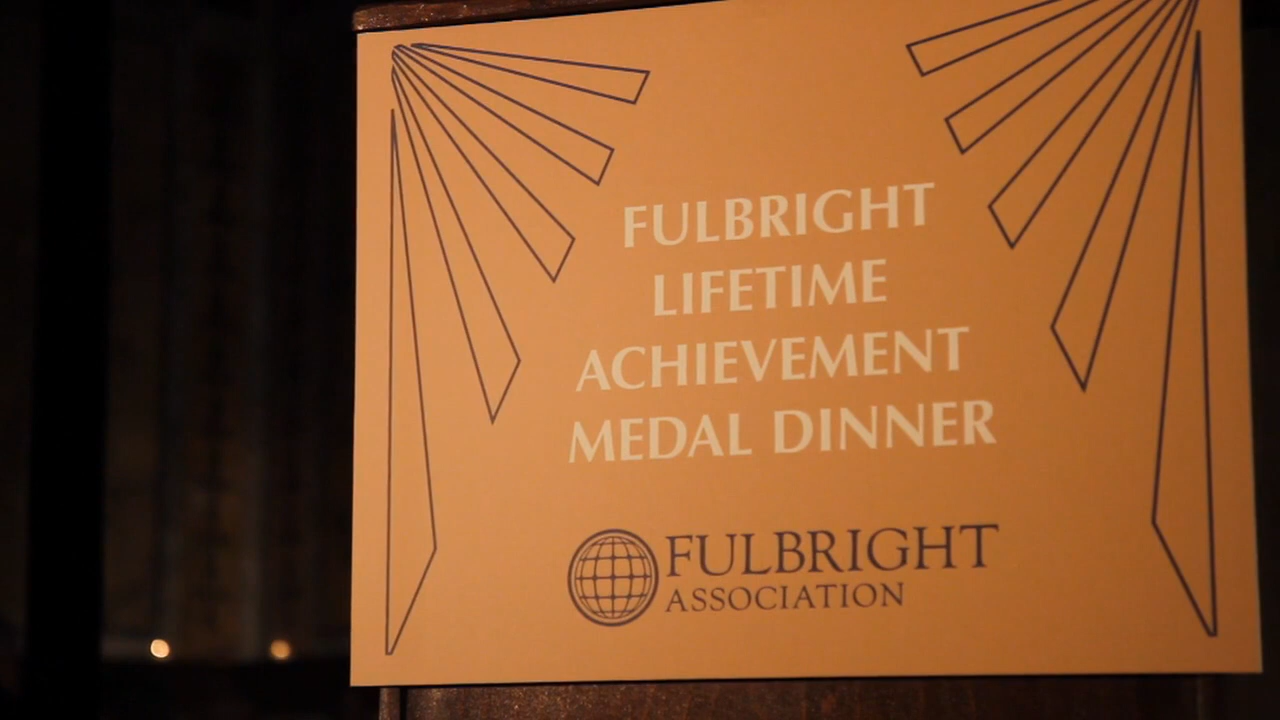 FULBRIGHT
LIFETIME
ACHIEVEMENT
MEDAL DINNER
FULBRIGHT
ASSOCIATION